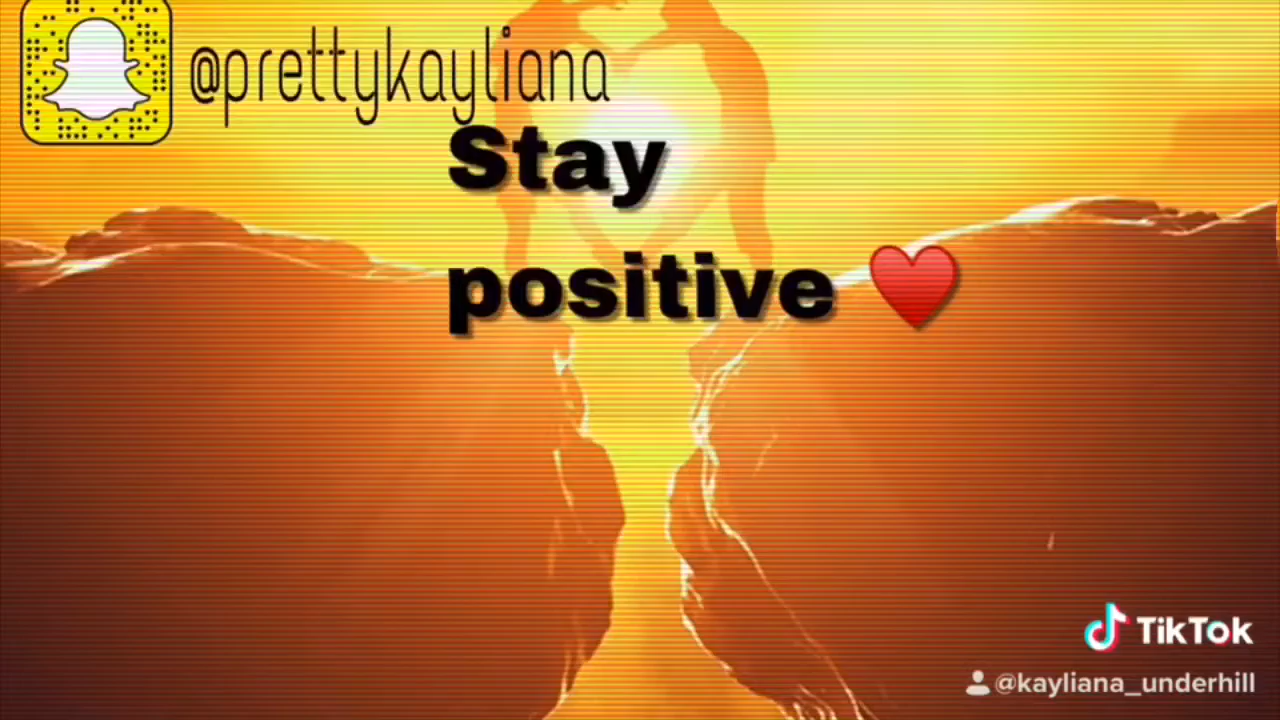 @prettykayliana
Stay
positive ❤️
TikTok
@kayliana_underhill